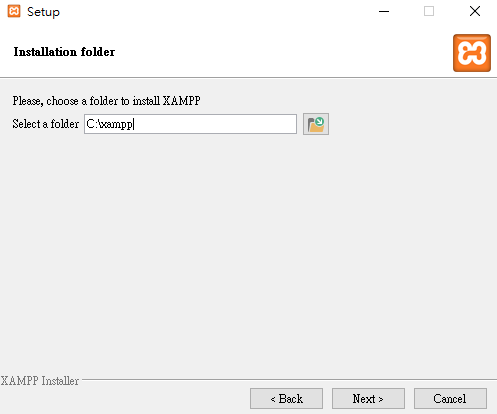 Setup
Installation folder
Please, choose a folder to install XAMPP
Select a folder C:\xampp
XAMPP Installer
< Back Next > Cancel